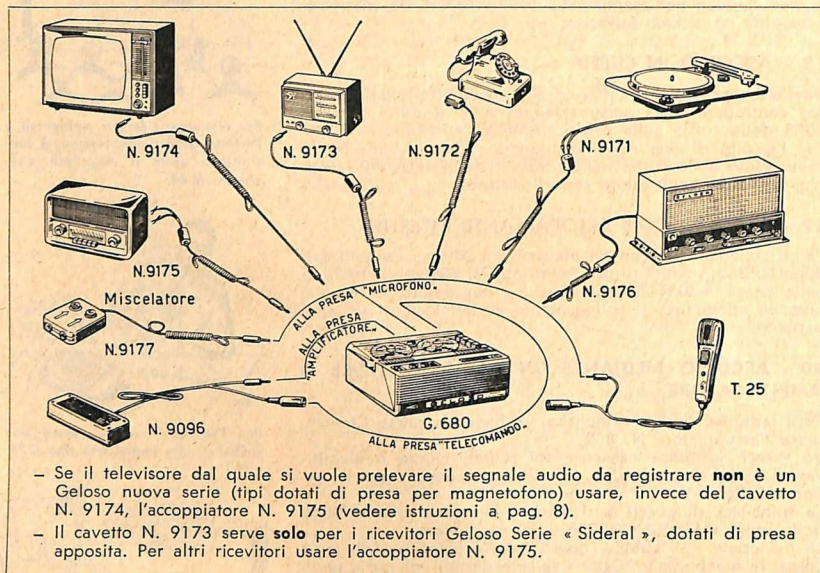 N. 9174
N. 9173
N. 9172
N. 9171
N.9175
N. 9176
Miscelatore
N.9177
ALLA PRESA "MICROFONO„
ALLA PRESA
"AMPLIFICATORE„
T. 25
N. 9096
G. 680
ALLA PRESA "TELECOMANDO„
– Se il televisore dal quale si vuole prelevare il segnale audio da registrare non è un
Geloso nuova serie (tipi dotati di presa per magnetofono) usare, invece del cavetto
N. 9174, l'accoppiatore N. 9175 (vedere istruzioni a pag. 8).
– Il cavetto N. 9173 serve solo per i ricevitori Geloso Serie « Sideral », dotati di presa
apposita. Per altri ricevitori usare l'accoppiatore N. 9175.